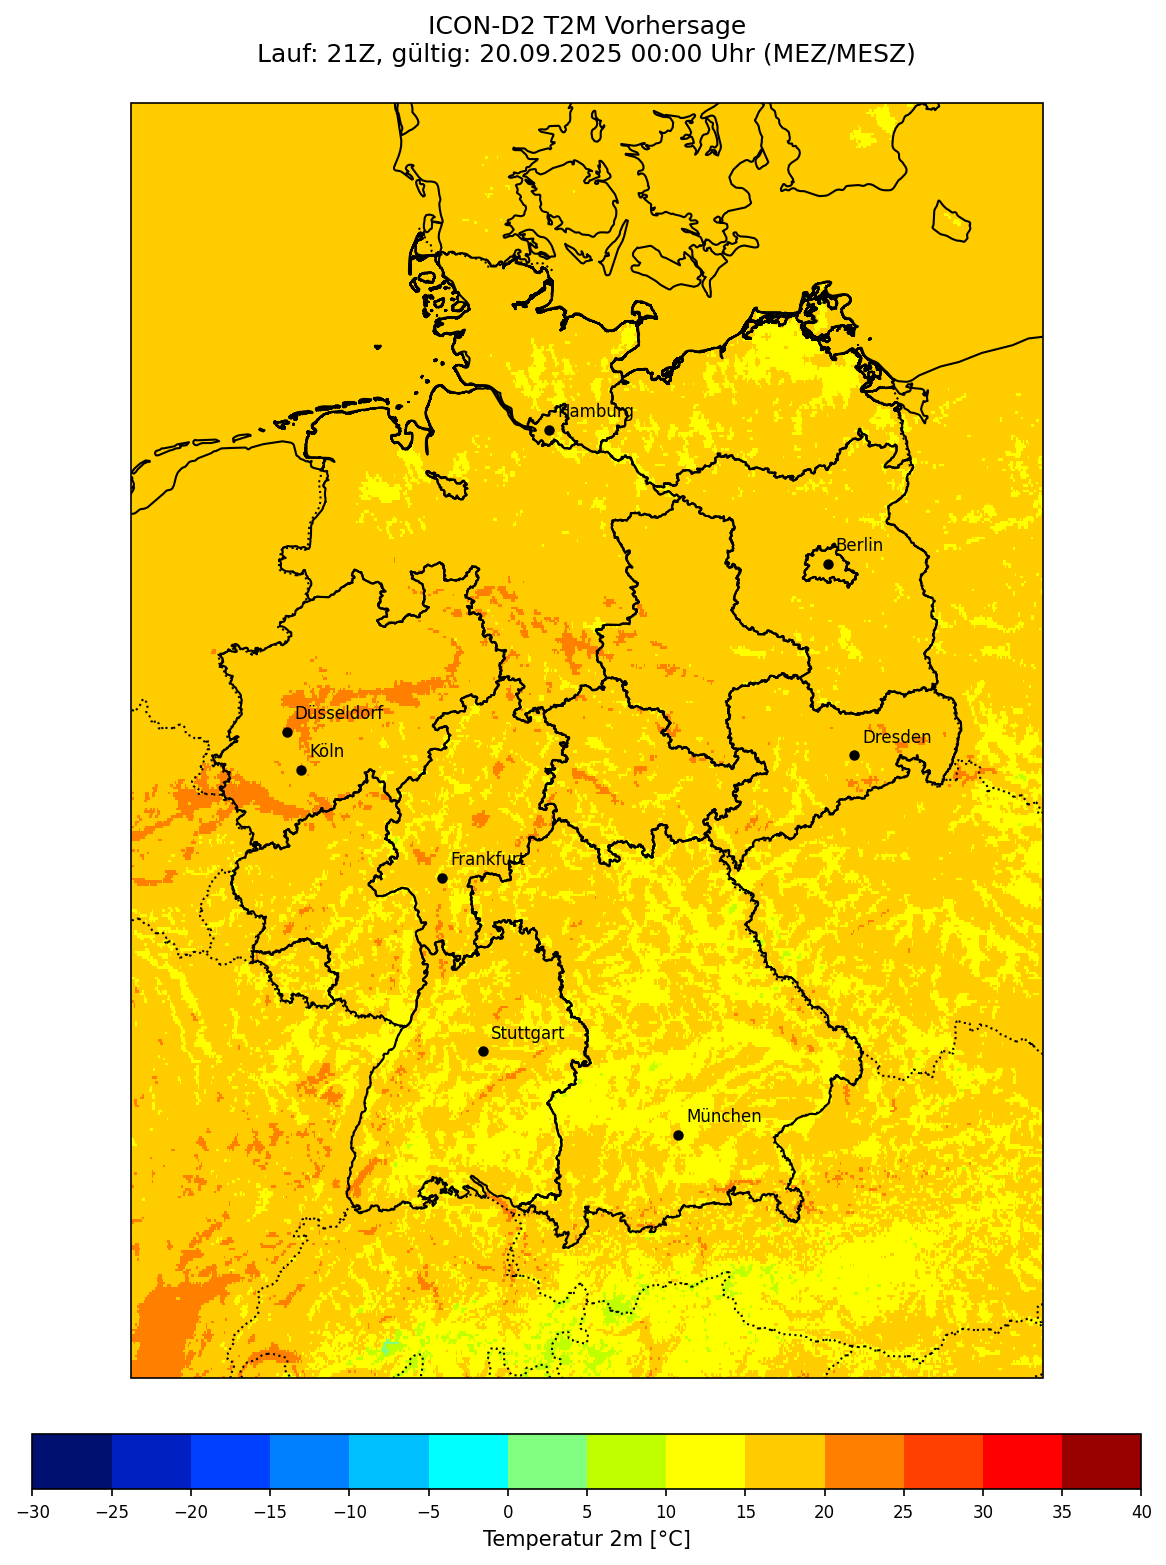 ICON-D2 T2M Vorhersage
Lauf: 21Z, gültig: 20.09.2025 00:00 Uhr (MEZ/MESZ)
Hamburg
Berlin
Düsseldorf
Dresden
Köln
Frankfurt
Stuttgart
München
−30 −25 −20 −15 −10 −5 0 5 10 15 20 25 30 35 40
Temperatur 2m [°C]